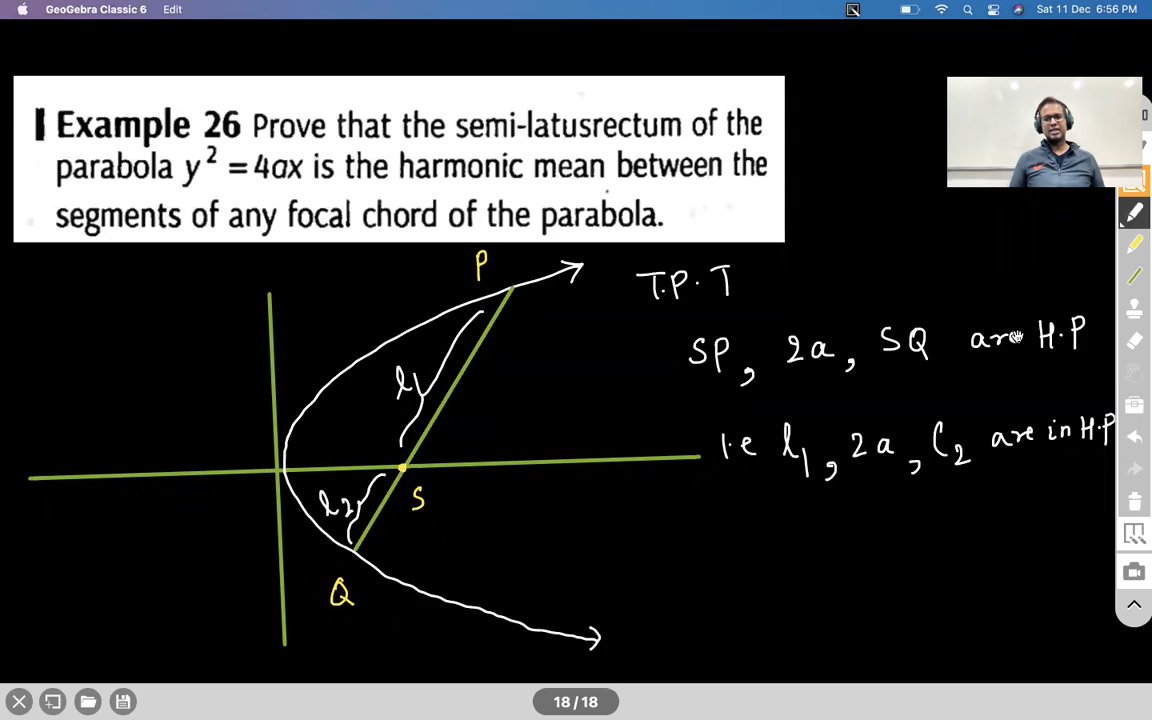 GeoGebra Classic 6 Edit Sat 11 Dec 6:56 PM
Example 26 Prove that the semi-latusrectum of the
parabola y² = 4ax is the harmonic mean between the
segments of any focal chord of the parabola.
P
T.P.T
SP, 2a, SQ are H.P
l₁
i.e l₁, 2a, l₂ are in H.P
l₂
S
Q
18 / 18